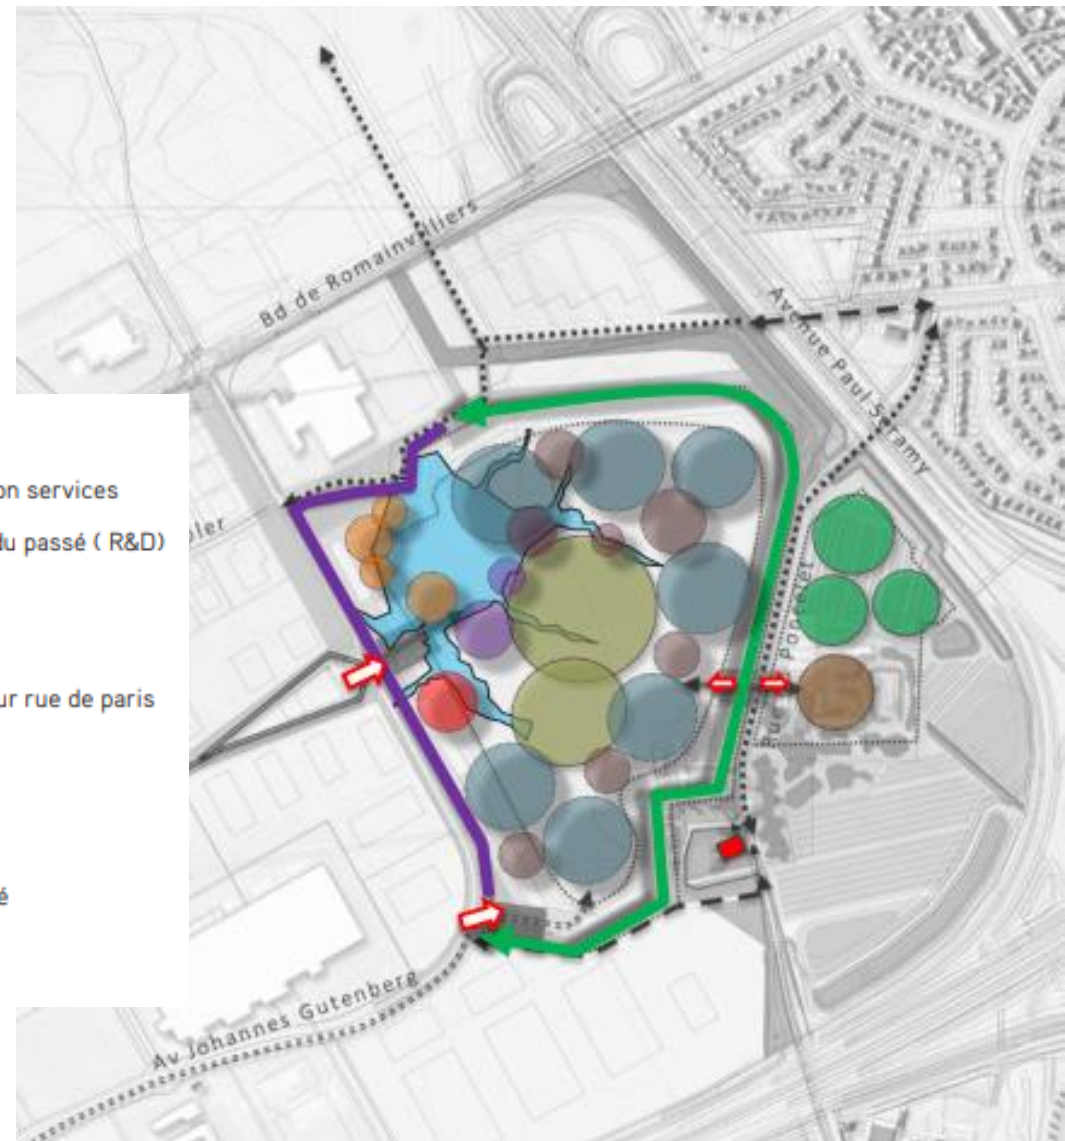 Bd de Romainvilliers
Avenue Paul Séramy
on services
du passé ( R&D)
ur rue de paris
é
Av Johannes Gutenberg